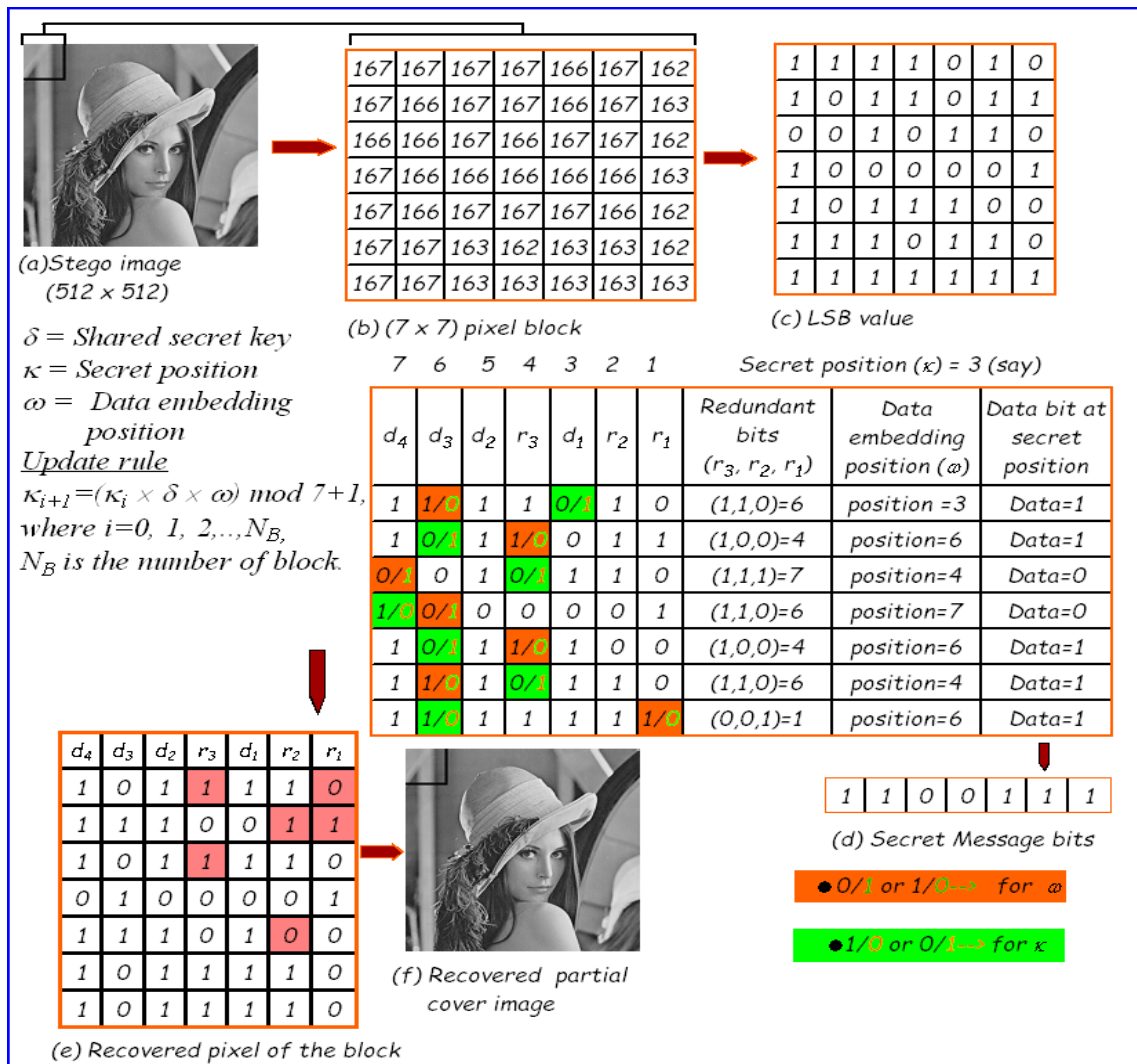 167 167 167 167 166 167 162
167 166 167 167 166 167 163
166 166 167 166 167 167 162
167 166 166 166 166 166 163
167 166 167 167 167 166 162
167 167 163 162 163 163 162
167 167 163 163 163 163 163
1 1 1 1 0 1 0
1 0 1 1 0 1 1
0 0 1 0 1 1 0
1 0 0 0 0 0 1
1 0 1 1 1 0 0
1 1 1 0 1 1 0
1 1 1 1 1 1 1
(a) Stego image
(512 x 512)
(b) (7 x 7) pixel block
(c) LSB value
δ = Shared secret key
κ = Secret position
ω = Data embedding
position
Update rule
κi+1=(κi × δ × ω) mod 7+1,
where i=0, 1, 2,..,NB,
NB is the number of block.
7 6 5 4 3 2 1 Secret position (κ) = 3 (say)
d4 d3 d2 r3 d1 r2 r1 Redundant bits (r3, r2, r1) Data embedding position (ω) Data bit at secret position
1 1/0 1 1 0/1 1 0 (1,1,0)=6 position =3 Data=1
1 0/1 1 1/0 0 1 1 (1,0,0)=4 position=6 Data=1
0/1 0 1 0/1 1 1 0 (1,1,1)=7 position=4 Data=0
1/0 0/1 0 0 0 0 1 (1,1,0)=6 position=7 Data=0
1 0/1 1 1/0 1 0 0 (1,0,0)=4 position=6 Data=1
1 1/0 1 0/1 1 1 0 (1,1,0)=6 position=4 Data=1
1 1/0 1 1 1 1 1/0 (0,0,1)=1 position=6 Data=1
1 1 0 0 1 1 1
(d) Secret Message bits
●0/1 or 1/0--> for ω
●1/0 or 0/1--> for κ
d4 d3 d2 r3 d1 r2 r1
1 0 1 1 1 1 0
1 1 1 0 0 1 1
1 0 1 1 1 1 0
0 1 0 0 0 0 1
1 1 1 0 1 0 0
1 0 1 1 1 1 0
1 0 1 1 1 1 0
(e) Recovered pixel of the block
(f) Recovered partial
cover image